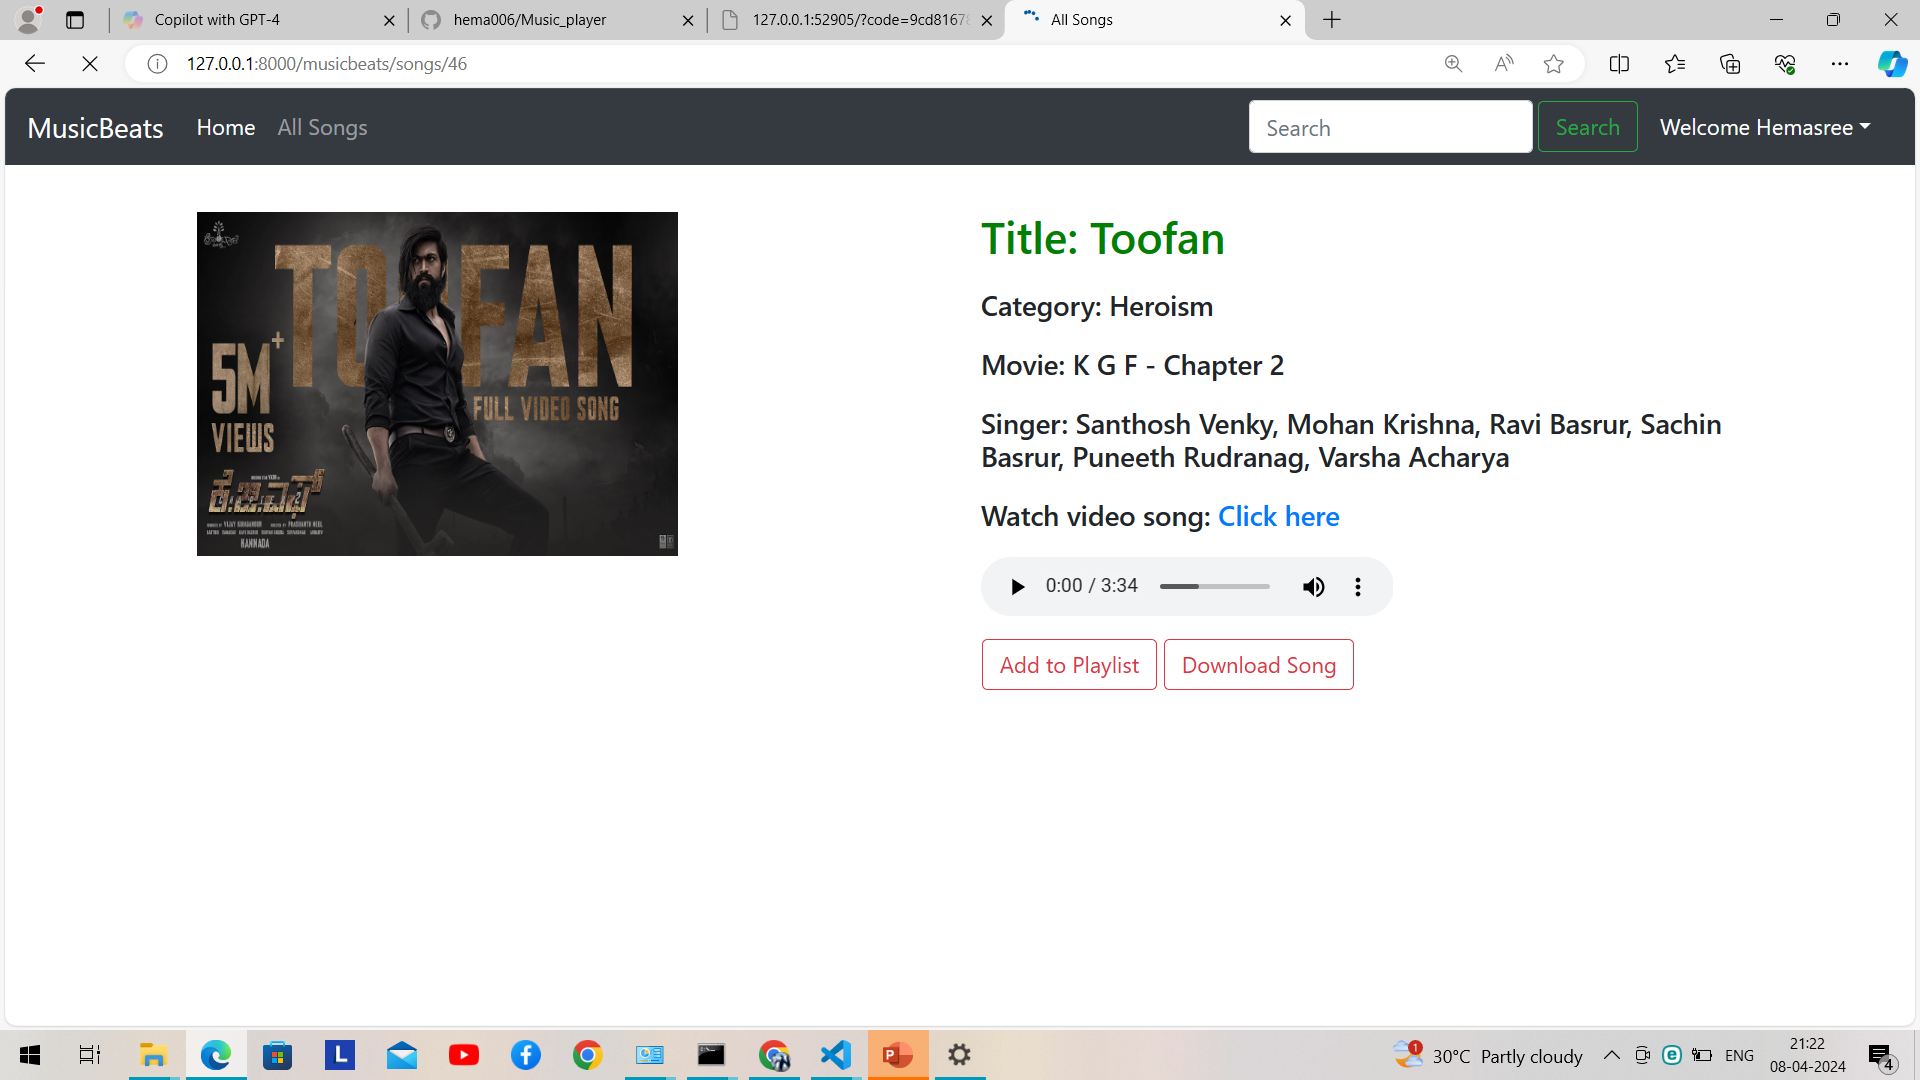 Copilot with GPT-4
hema006/Music_player
127.0.0.1:52905/?code=9cd81678
All Songs
127.0.0.1:8000/musicbeats/songs/46
MusicBeats
Home
All Songs
Search
Search
Welcome Hemasree
TOOFAN
5M+
VIEWS
FULL VIDEO SONG
ಕೆ.ಜಿ.ಎಫ್
KANNADA
Title: Toofan
Category: Heroism
Movie: K G F - Chapter 2
Singer: Santhosh Venky, Mohan Krishna, Ravi Basrur, Sachin
Basrur, Puneeth Rudranag, Varsha Acharya
Watch video song: Click here
0:00 / 3:34
Add to Playlist
Download Song
L
1
30°C Partly cloudy
ENG
21:22
08-04-2024
4